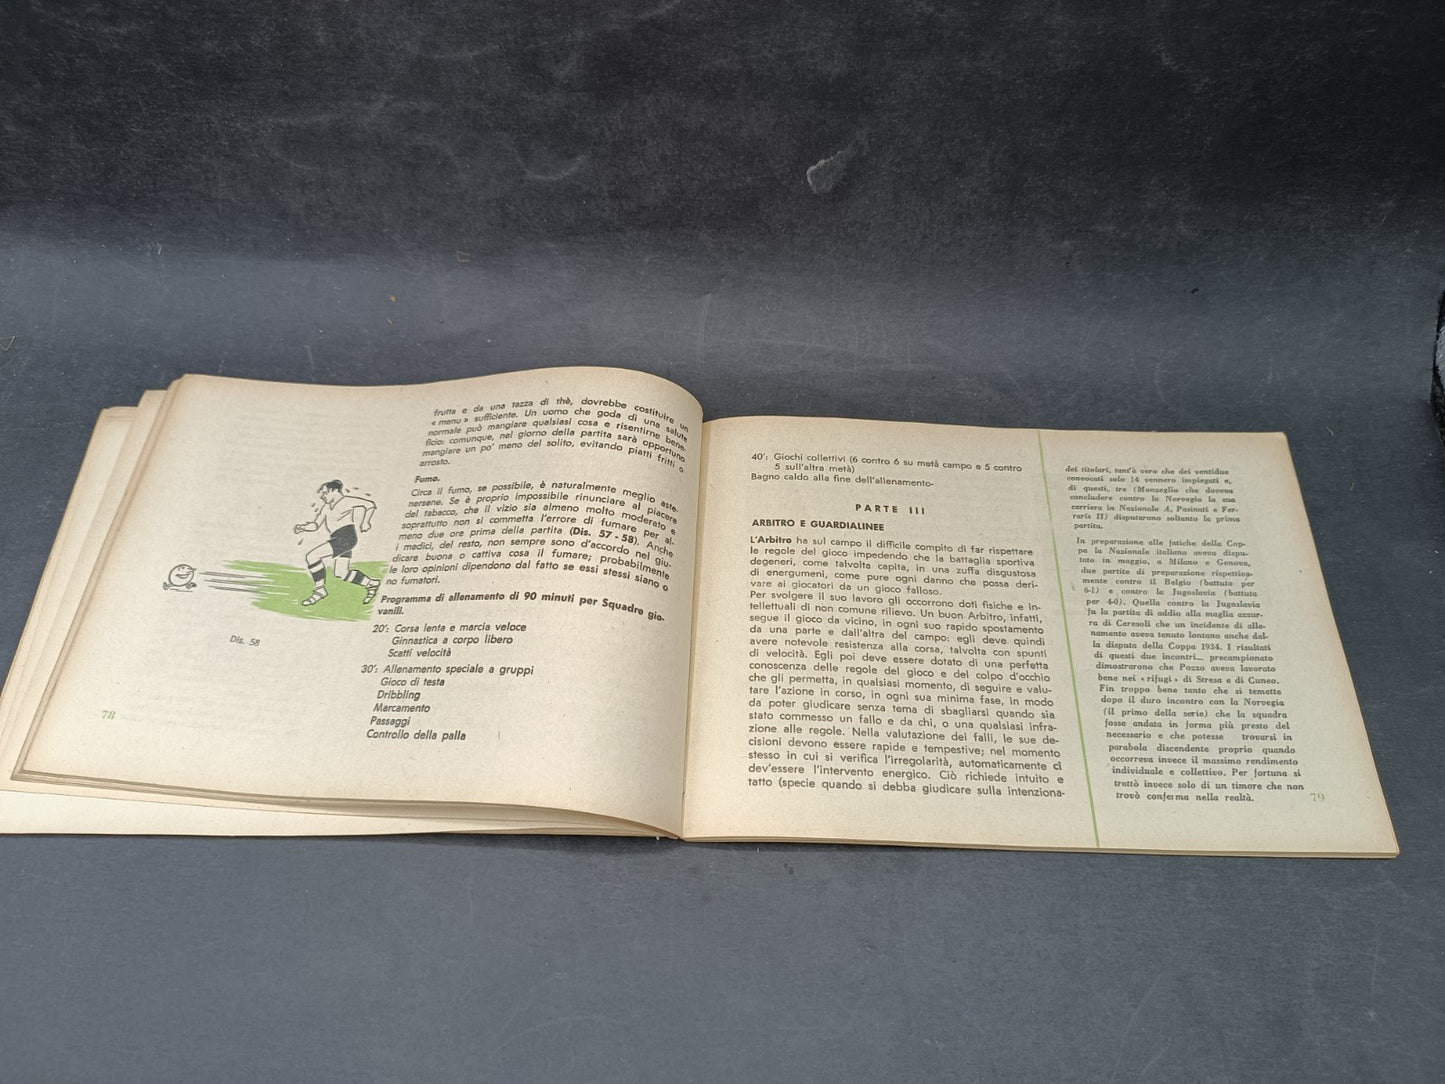 frutta e da una tazza di thè, dovrebbe costituire un
« menu » sufficiente. Un uomo che goda di una salute
normale può mangiare qualsiasi cosa e risentirne bene-
ficio: comunque, nel giorno della partita sarà opportuno
mangiare un po' meno del solito, evitando piatti fritti o
arrosto.
Fumo.
Circa il fumo, se possibile, è naturalmente meglio aste-
nersene. Se è proprio impossibile rinunciare al piacere
del tabacco, che il vizio sia almeno molto moderato e
soprattutto non si commetta l'errore di fumare per al-
meno due ore prima della partita (Dis. 57 - 58). Anche
i medici, del resto, non sempre sono d'accordo nel giu-
dicare buona o cattiva cosa il fumare; probabilmente
le loro opinioni dipendono dal fatto se essi stessi siano o
no fumatori.
Programma di allenamento di 90 minuti per Squadre gio-
vanili.
20': Corsa lenta e marcia veloce
Ginnastica a corpo libero
Scatti velocità
30': Allenamento speciale a gruppi
Gioco di testa
Dribbling
Marcamento
Passaggi
Controllo della palla
Dis. 58
78
40': Giochi collettivi (6 contro 6 su metà campo e 5 contro
5 sull'altra metà)
Bagno caldo alla fine dell'allenamento-
PARTE III
ARBITRO E GUARDIALINEE
L'Arbitro ha sul campo il difficile compito di far rispettare
le regole del gioco impedendo che la battaglia sportiva
degeneri, come talvolta capita, in una zuffa disgustosa
di energumeni, come pure ogni danno che possa deri-
vare ai giocatori da un gioco falloso.
Per svolgere il suo lavoro gli occorrono doti fisiche e in-
tellettuali di non comune rilievo. Un buon Arbitro, infatti,
segue il gioco da vicino, in ogni suo rapido spostamento
da una parte e dall'altra del campo: egli deve quindi
avere notevole resistenza alla corsa, talvolta con spunti
di velocità. Egli poi deve essere dotato di una perfetta
conoscenza delle regole del gioco e del colpo d'occhio
che gli permetta, in qualsiasi momento, di seguire e valu-
tare l'azione in corso, in ogni sua minima fase, in modo
da poter giudicare senza tema di sbagliarsi quando sia
stato commesso un fallo e da chi, o una qualsiasi infra-
zione alle regole. Nella valutazione dei falli, le sue de-
cisioni devono essere rapide e tempestive; nel momento
stesso in cui si verifica l'irregolarità, automaticamente ci
dev'essere l'intervento energico. Ciò richiede intuito e
tatto (specie quando si debba giudicare sulla intenziona-
dei titolari, tant'è vero che dei ventidue
convocati solo 14 vennero impiegati e,
di questi, tre (Monzeglio che doveva
concludere contro la Norvegia la sua
carriera in Nazionale A, Pasinati e Fer-
raris II) disputarono soltanto la prima
partita.
In preparazione alle fatiche della Cop-
pa la Nazionale italiana aveva dispu-
tato in maggio, a Milano e Genova,
due partite di preparazione rispettiva-
mente contro il Belgio (battuto per
6-1) e contro la Jugoslavia (battuta
per 4-0). Quella contro la Jugoslavia
fu la partita di addio alla maglia azzur-
ra di Ceresoli che un incidente di alle-
namento aveva tenuto lontano anche dal-
la disputa della Coppa 1934. I risultati
di questi due incontri... precampionato
dimostrarono che Pozzo aveva lavorato
bene nei « rifugi » di Stresa e di Cuneo.
Fin troppo bene tanto che si temette
dopo il duro incontro con la Norvegia
(il primo della serie) che la squadra
fosse andata in forma più presto del
necessario e che potesse trovarsi in
parabola discendente proprio quando
occorreva invece il massimo rendimento
individuale e collettivo. Per fortuna si
trattò invece solo di un timore che non
trovò conferma nella realtà.
79